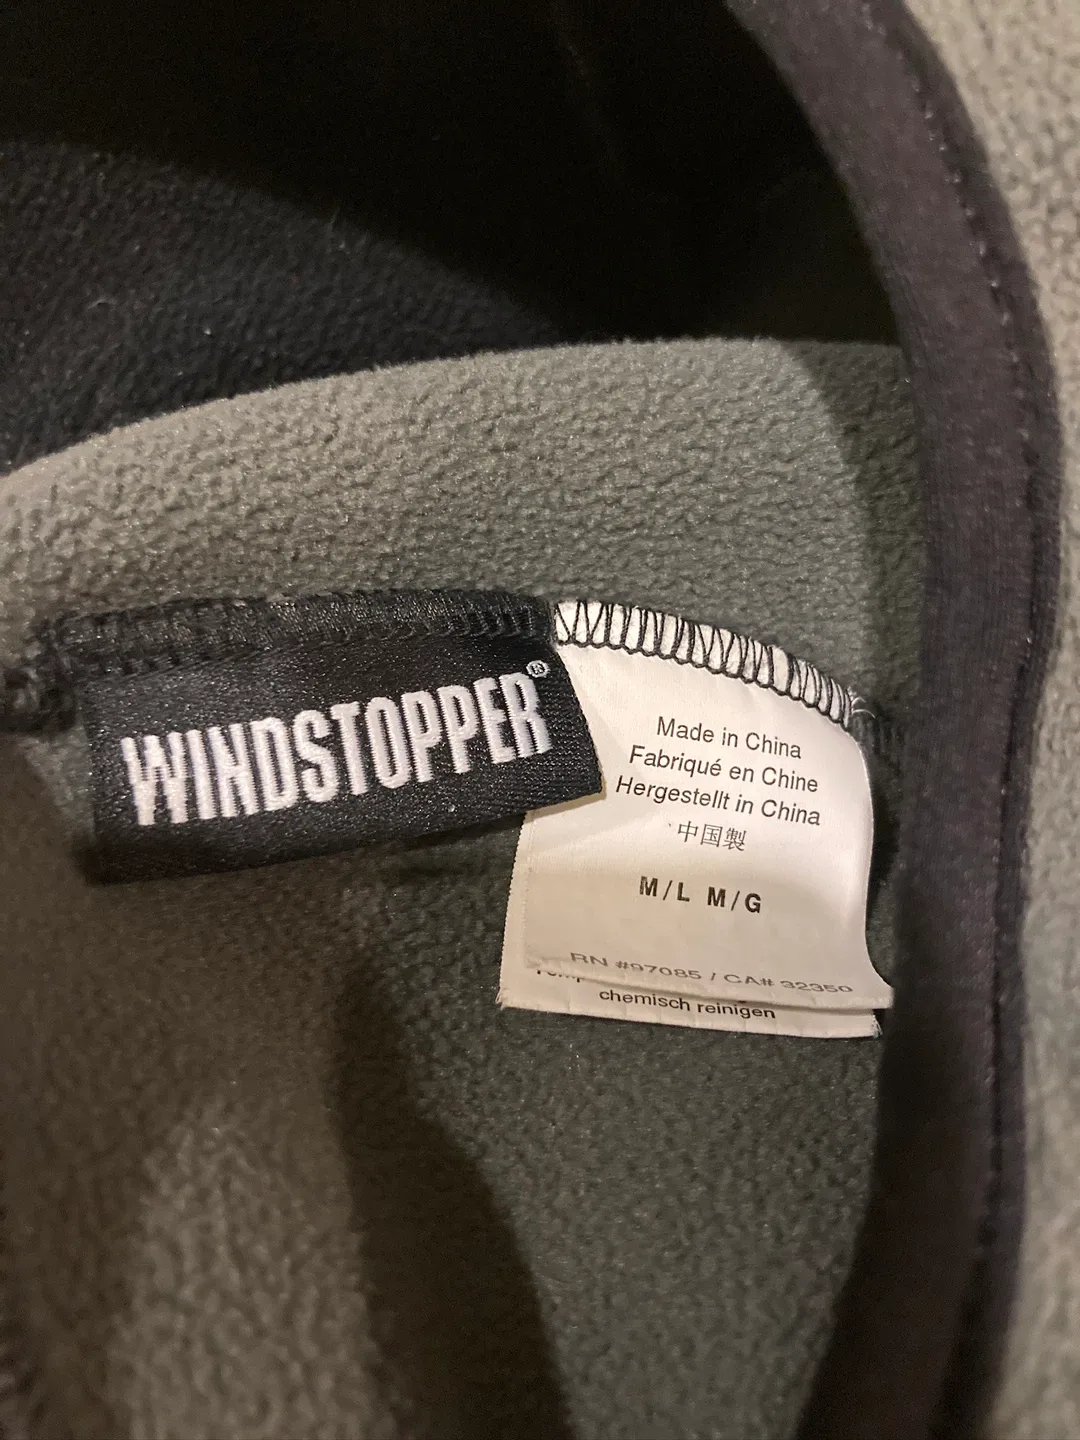 WINDSTOPPER®
Made in China
Fabriqué en Chine
Hergestellt in China
中国製
M/L M/G
RN #97085 / CA# 32350
chemisch reinigen